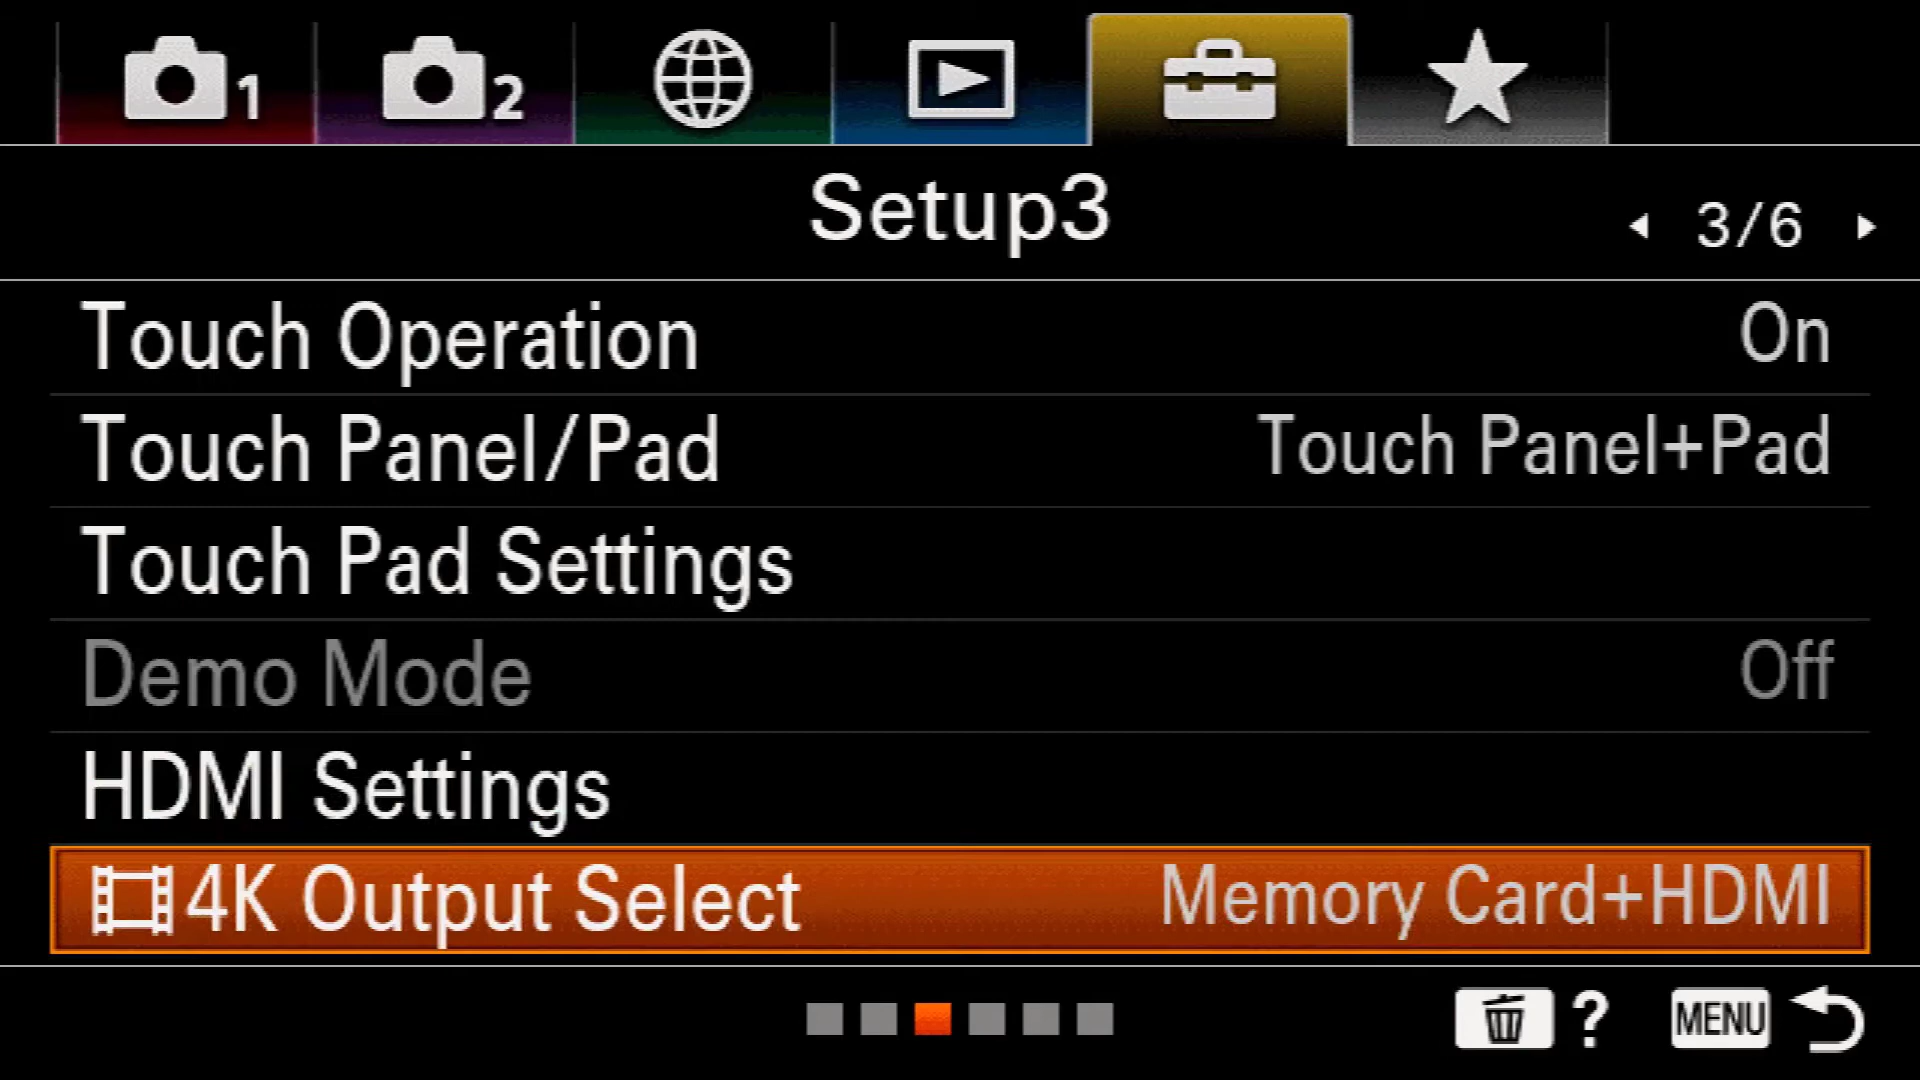 1 2
Setup3
3/6
Touch Operation On
Touch Panel/Pad Touch Panel+Pad
Touch Pad Settings
Demo Mode Off
HDMI Settings
4K Output Select Memory Card+HDMI
? MENU